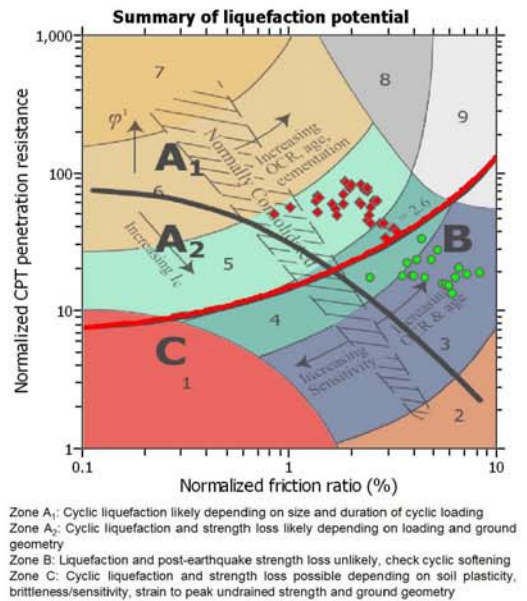 Summary of liquefaction potential
Normalized CPT penetration resistance
1,000
100
10
1
7
8
9
φ'
A1
Normally Consolidated
Increasing
OCR, age,
cementation
6
A2
Increasing Ic
5
= 2.6
B
4
C
1
Increasing
Sensitivity
Increasing
OCR & age
3
2
0.1
1
10
Normalized friction ratio (%)
Zone A1: Cyclic liquefaction likely depending on size and duration of cyclic loading
Zone A2: Cyclic liquefaction and strength loss likely depending on loading and ground
geometry
Zone B: Liquefaction and post-earthquake strength loss unlikely, check cyclic softening
Zone C: Cyclic liquefaction and strength loss possible depending on soil plasticity,
brittleness/sensitivity, strain to peak undrained strength and ground geometry